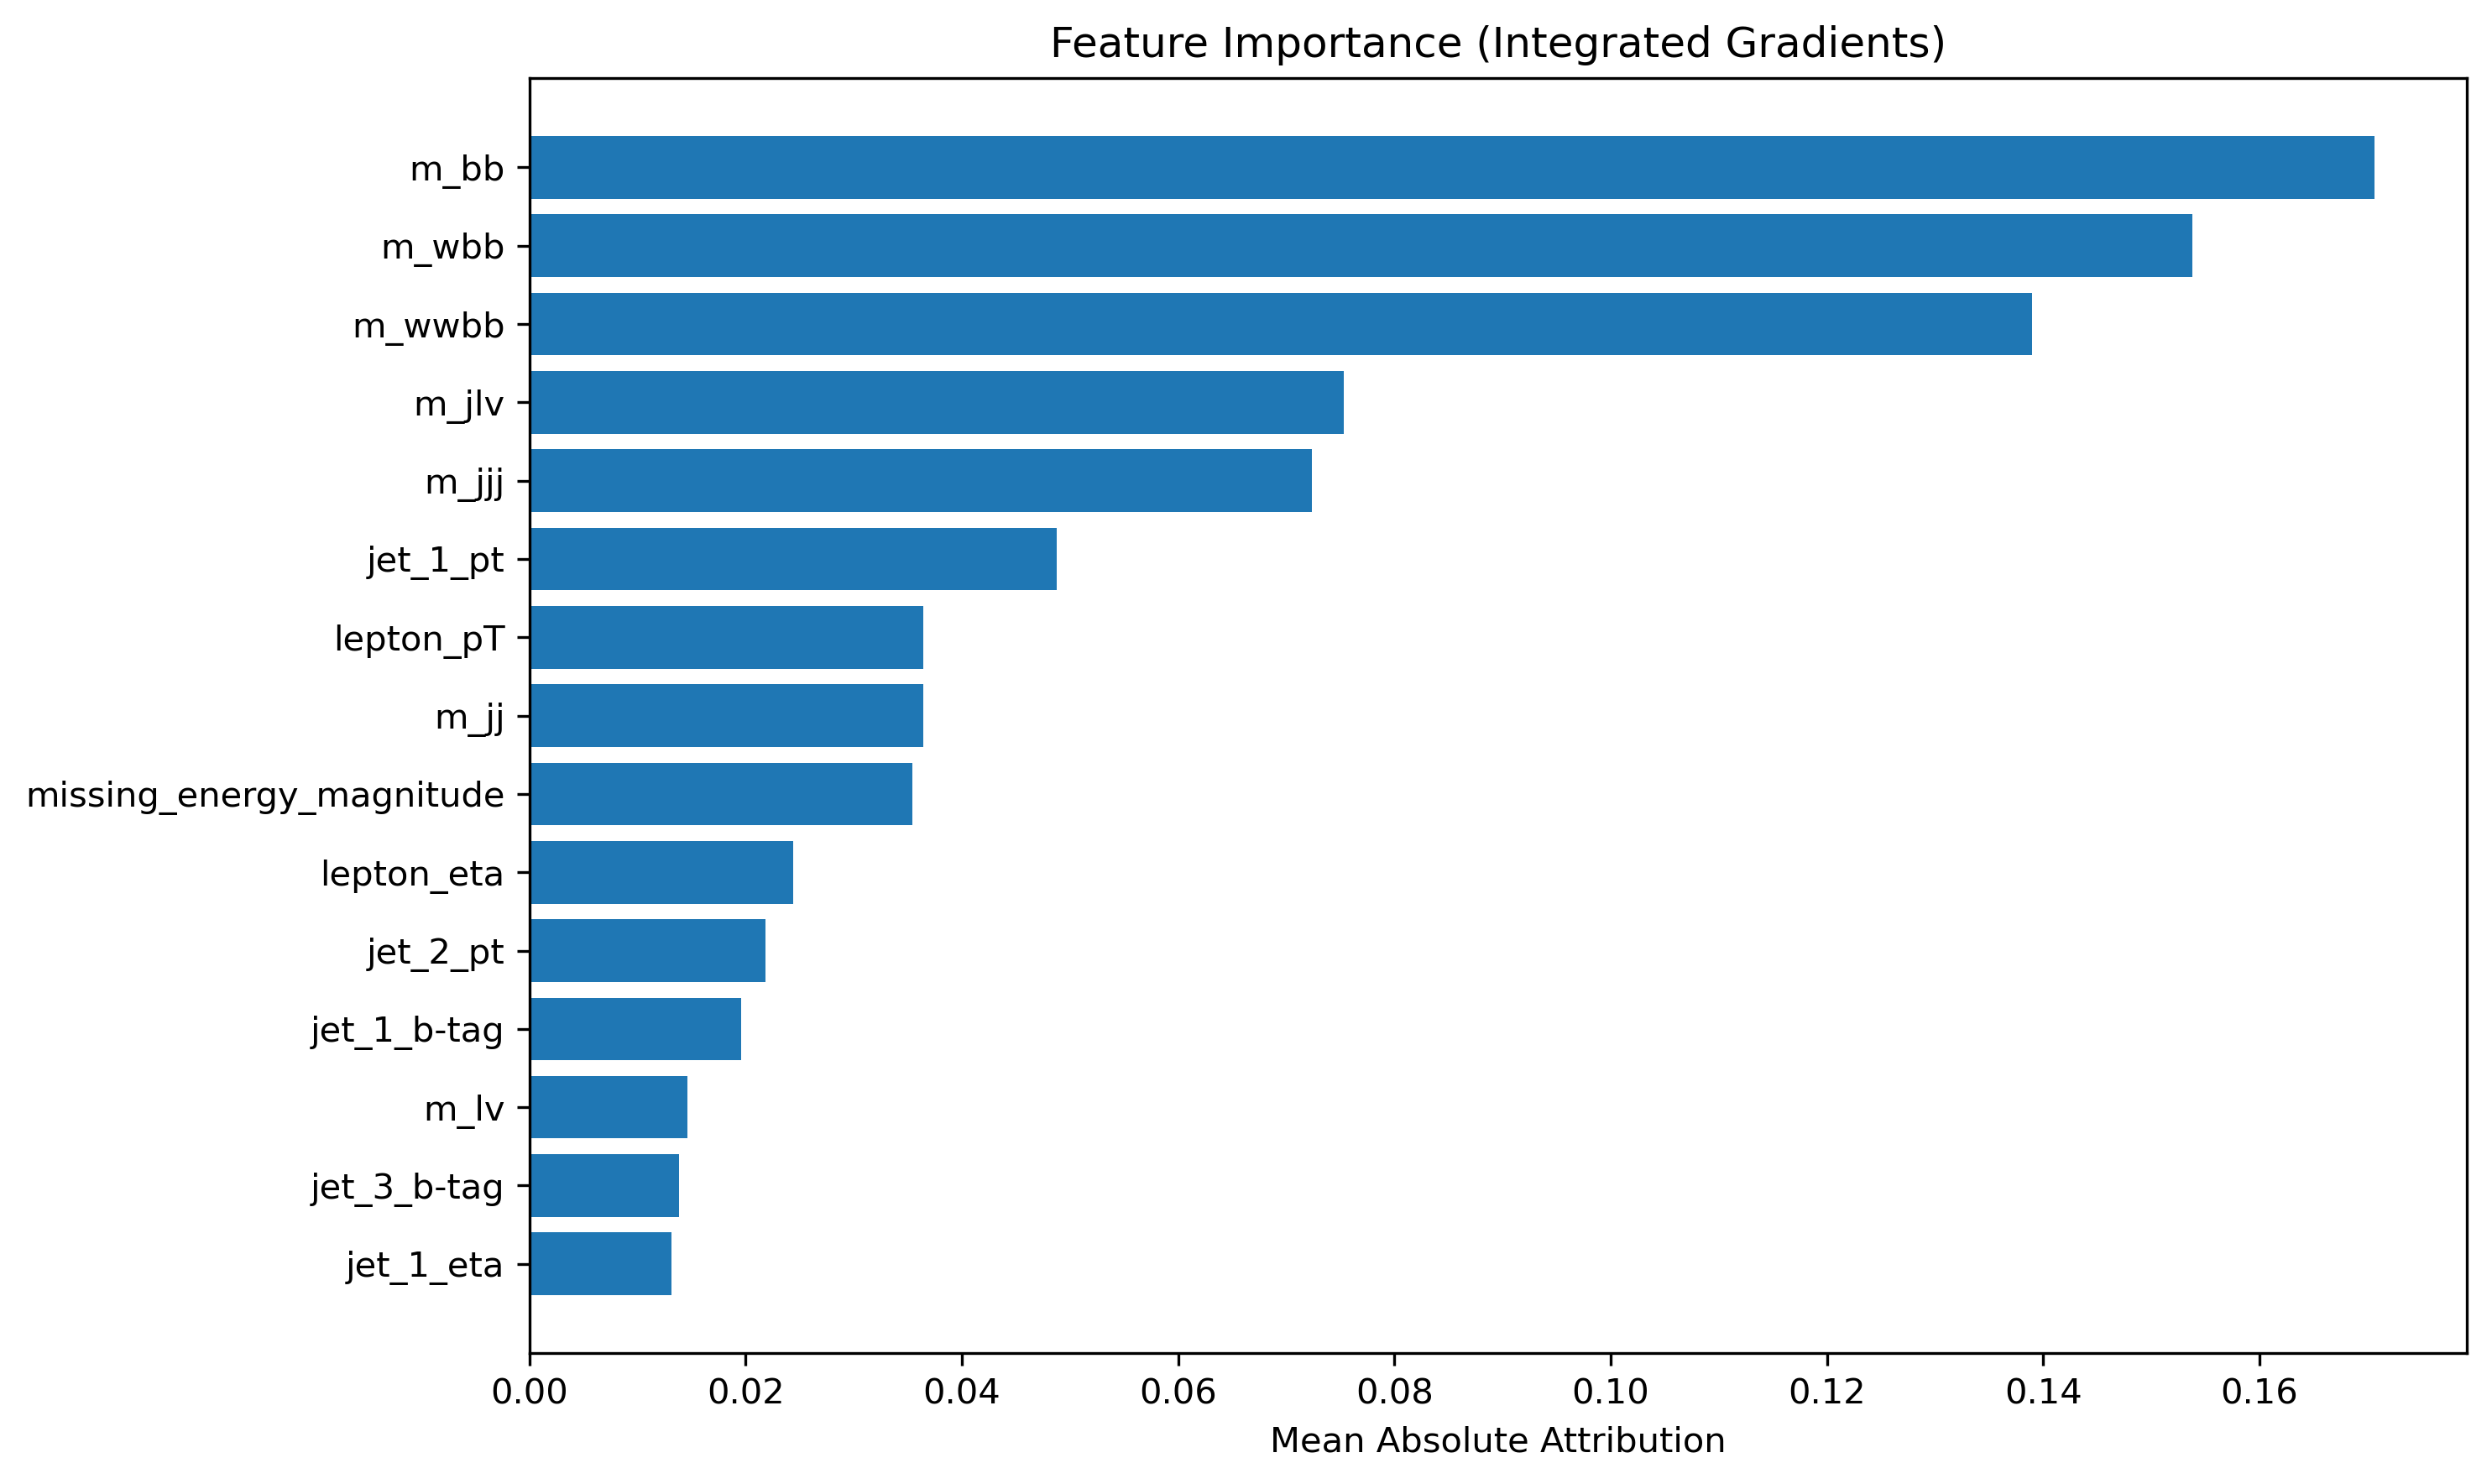 Feature Importance (Integrated Gradients)
m_bb
m_wbb
m_wwbb
m_jlv
m_jjj
jet_1_pt
lepton_pT
m_jj
missing_energy_magnitude
lepton_eta
jet_2_pt
jet_1_b-tag
m_lv
jet_3_b-tag
jet_1_eta
0.00 0.02 0.04 0.06 0.08 0.10 0.12 0.14 0.16
Mean Absolute Attribution